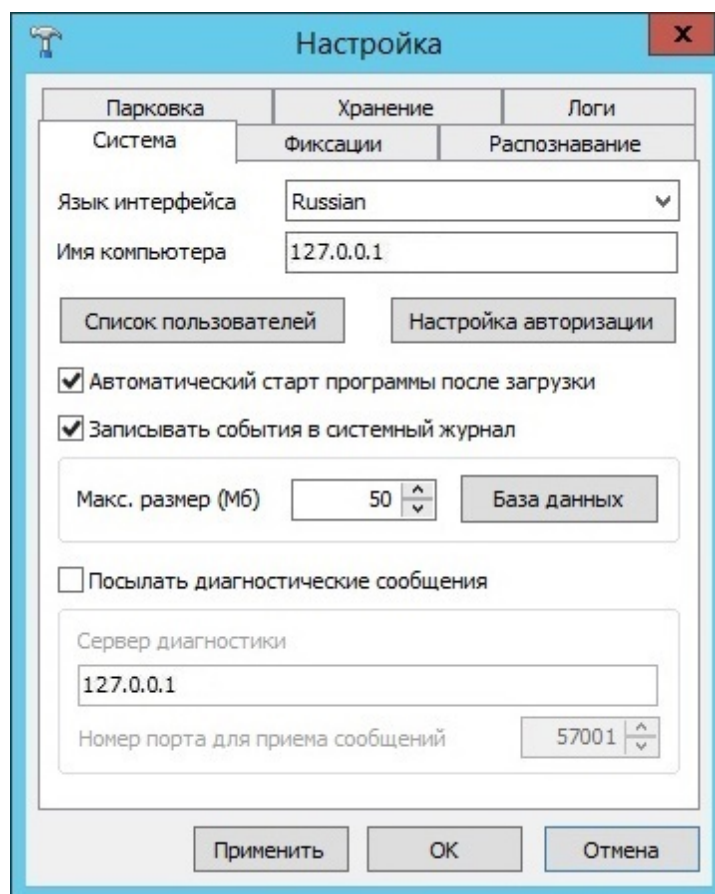 Настройка
x
Парковка Хранение Логи
Система Фиксации Распознавание
Язык интерфейса Russian
Имя компьютера 127.0.0.1
Список пользователей Настройка авторизации
Автоматический старт программы после загрузки
Записывать события в системный журнал
Макс. размер (Мб) 50 База данных
Посылать диагностические сообщения
Сервер диагностики
127.0.0.1
Номер порта для приема сообщений 57001
Применить OK Отмена